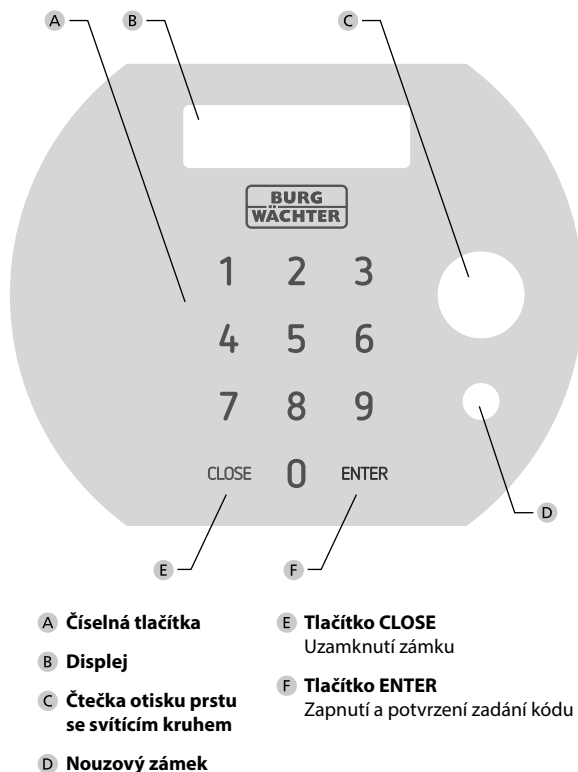 A B C
BURG
WÄCHTER
1 2 3
4 5 6
7 8 9
CLOSE 0 ENTER
D
E F
A Číselná tlačítka
B Displej
C Čtečka otisku prstu
se svítícím kruhem
D Nouzový zámek
E Tlačítko CLOSE
Uzamknutí zámku
F Tlačítko ENTER
Zapnutí a potvrzení zadání kódu